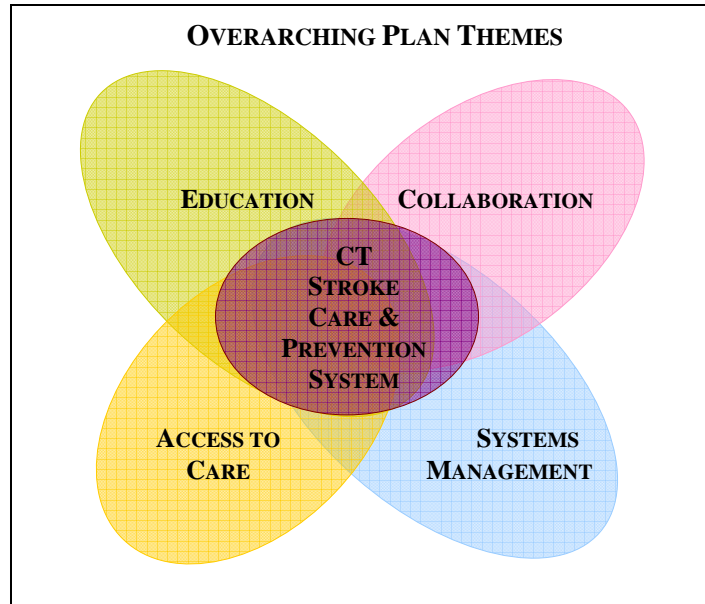 OVERARCHING PLAN THEMES
EDUCATION
COLLABORATION
CT
STROKE
CARE &
PREVENTION
SYSTEM
ACCESS TO
CARE
SYSTEMS
MANAGEMENT